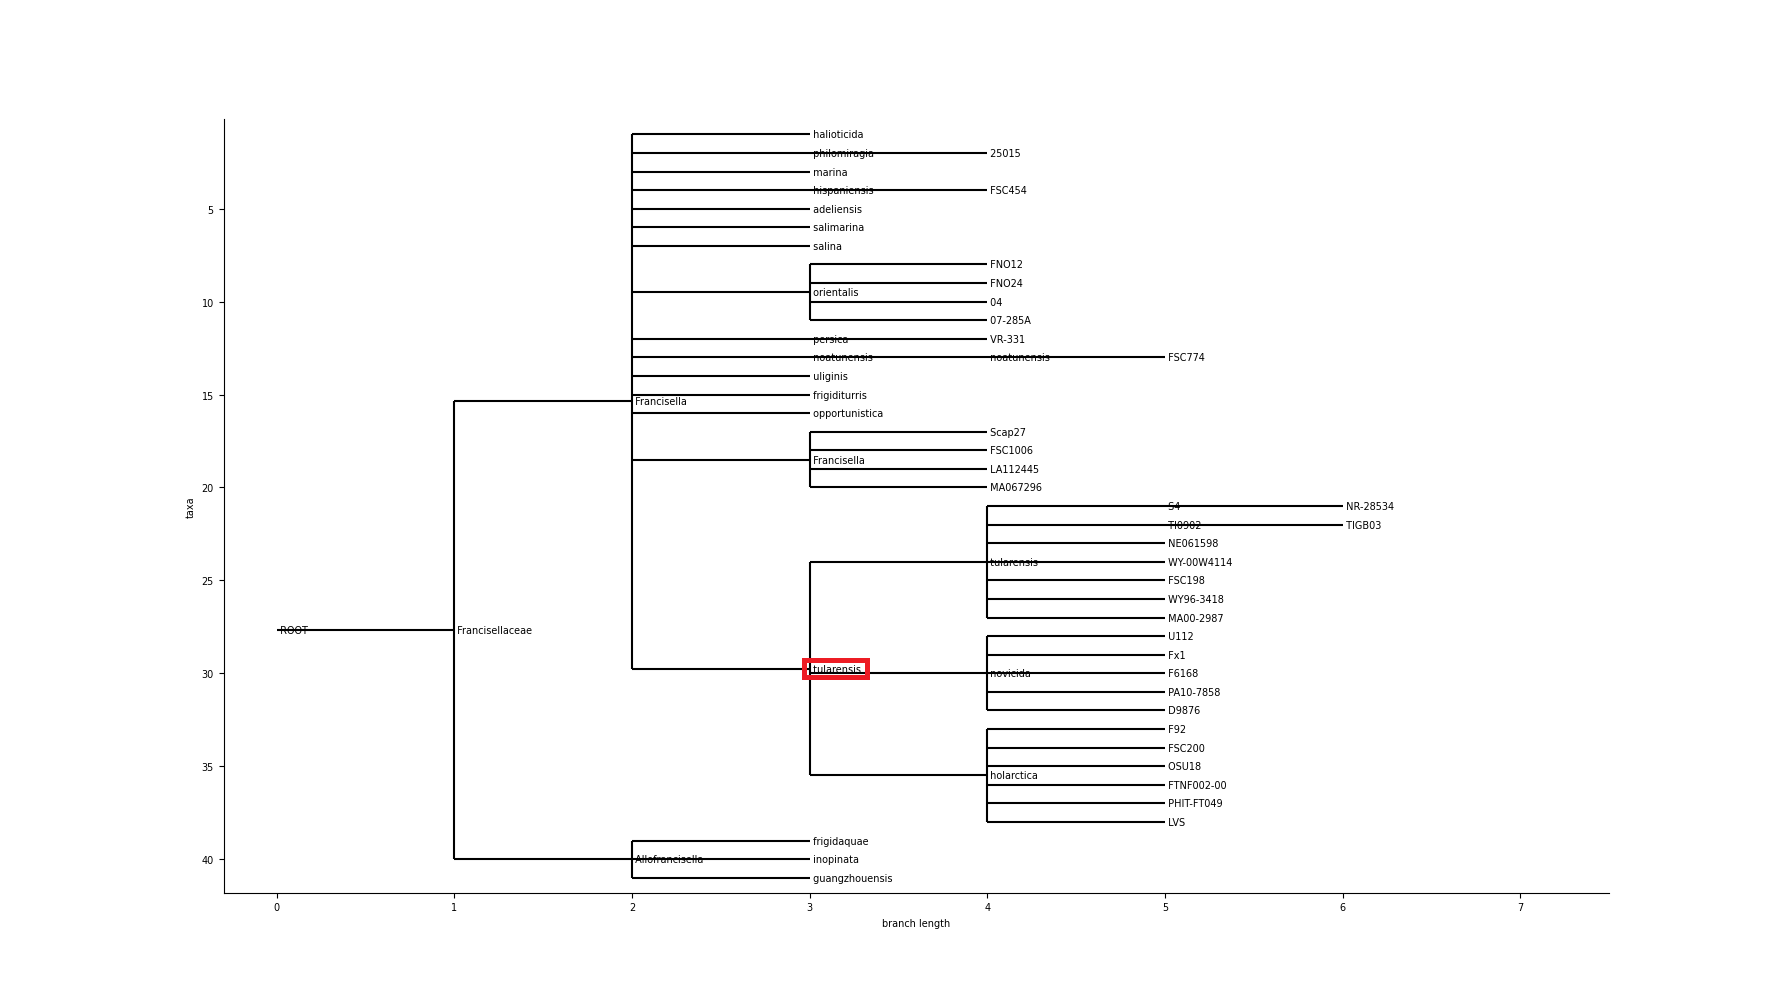 halioticida
philomiragia 25015
marina
hispaniensis FSC454
5 adeliensis
salimarina
salina
FNO12
FNO24
orientalis
10 04
07-285A
persica VR-331
noatunensis noatunensis FSC774
uliginis
15 frigiditurris
Francisella
opportunistica
Scap27
FSC1006
Francisella
LA112445
20 MA067296
taxa
S4 NR-28534
TI0902 TIGB03
NE061598
tularensis WY-00W4114
25 FSC198
WY96-3418
MA00-2987
ROOT Francisellaceae
U112
Fx1
tularensis
30 novicida F6168
PA10-7858
D9876
F92
FSC200
35 OSU18
holarctica
FTNF002-00
PHIT-FT049
LVS
frigidaquae
40 Allofrancisella inopinata
guangzhouensis
0 1 2 3 4 5 6 7
branch length